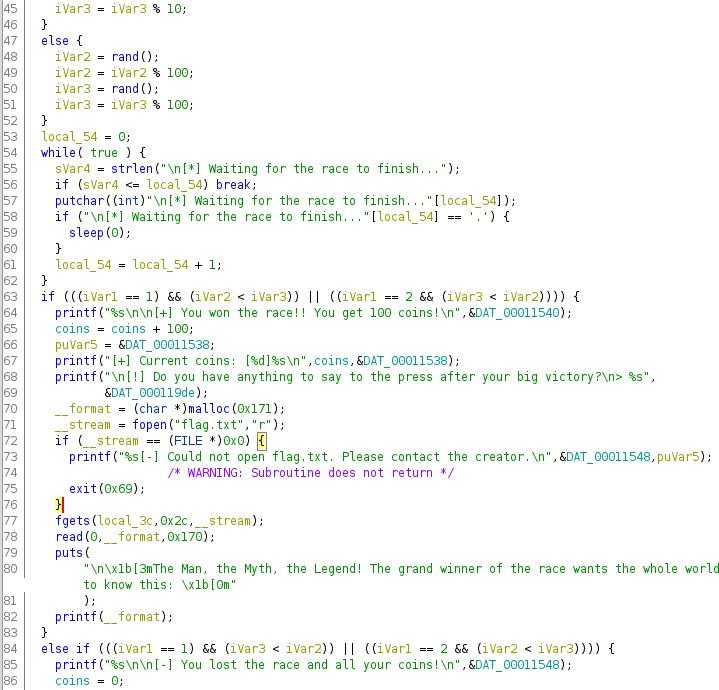 45 iVar3 = iVar3 % 10;
46 }
47 else {
48 iVar2 = rand();
49 iVar2 = iVar2 % 100;
50 iVar3 = rand();
51 iVar3 = iVar3 % 100;
52 }
53 local_54 = 0;
54 while( true ) {
55 sVar4 = strlen("\n[*] Waiting for the race to finish...");
56 if (sVar4 <= local_54) break;
57 putchar((int)"\n[*] Waiting for the race to finish..."[local_54]);
58 if ("\n[*] Waiting for the race to finish..."[local_54] == '.') {
59 sleep(0);
60 }
61 local_54 = local_54 + 1;
62 }
63 if (((iVar1 == 1) && (iVar2 < iVar3)) || ((iVar1 == 2 && (iVar3 < iVar2)))) {
64 printf("%s\n\n[+] You won the race!! You get 100 coins!\n",&DAT_00011540);
65 coins = coins + 100;
66 puVar5 = &DAT_00011538;
67 printf("[+] Current coins: [%d]%s\n",coins,&DAT_00011538);
68 printf("\n[!] Do you have anything to say to the press after your big victory?\n> %s",
69 &DAT_000119de);
70 __format = (char *)malloc(0x171);
71 __stream = fopen("flag.txt","r");
72 if (__stream == (FILE *)0x0) {
73 printf("%s[-] Could not open flag.txt. Please contact the creator.\n",&DAT_00011548,puVar5);
74 /* WARNING: Subroutine does not return */
75 exit(0x69);
76 }
77 fgets(local_3c,0x2c,__stream);
78 read(0,__format,0x170);
79 puts(
80 "\n\x1b[3mThe Man, the Myth, the Legend! The grand winner of the race wants the whole world
to know this: \x1b[0m"
81 );
82 printf(__format);
83 }
84 else if (((iVar1 == 1) && (iVar3 < iVar2)) || ((iVar1 == 2 && (iVar2 < iVar3)))) {
85 printf("%s\n\n[-] You lost the race and all your coins!\n",&DAT_00011548);
86 coins = 0;